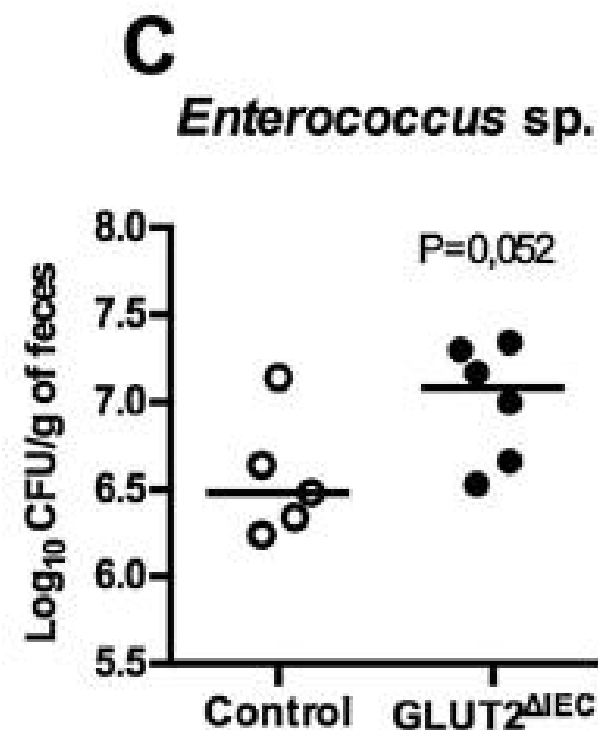 C
Enterococcus sp.
8.0
P=0,052
7.5
7.0
6.5
6.0
5.5
Log₁₀ CFU/g of feces
Control GLUT2ΔIEC